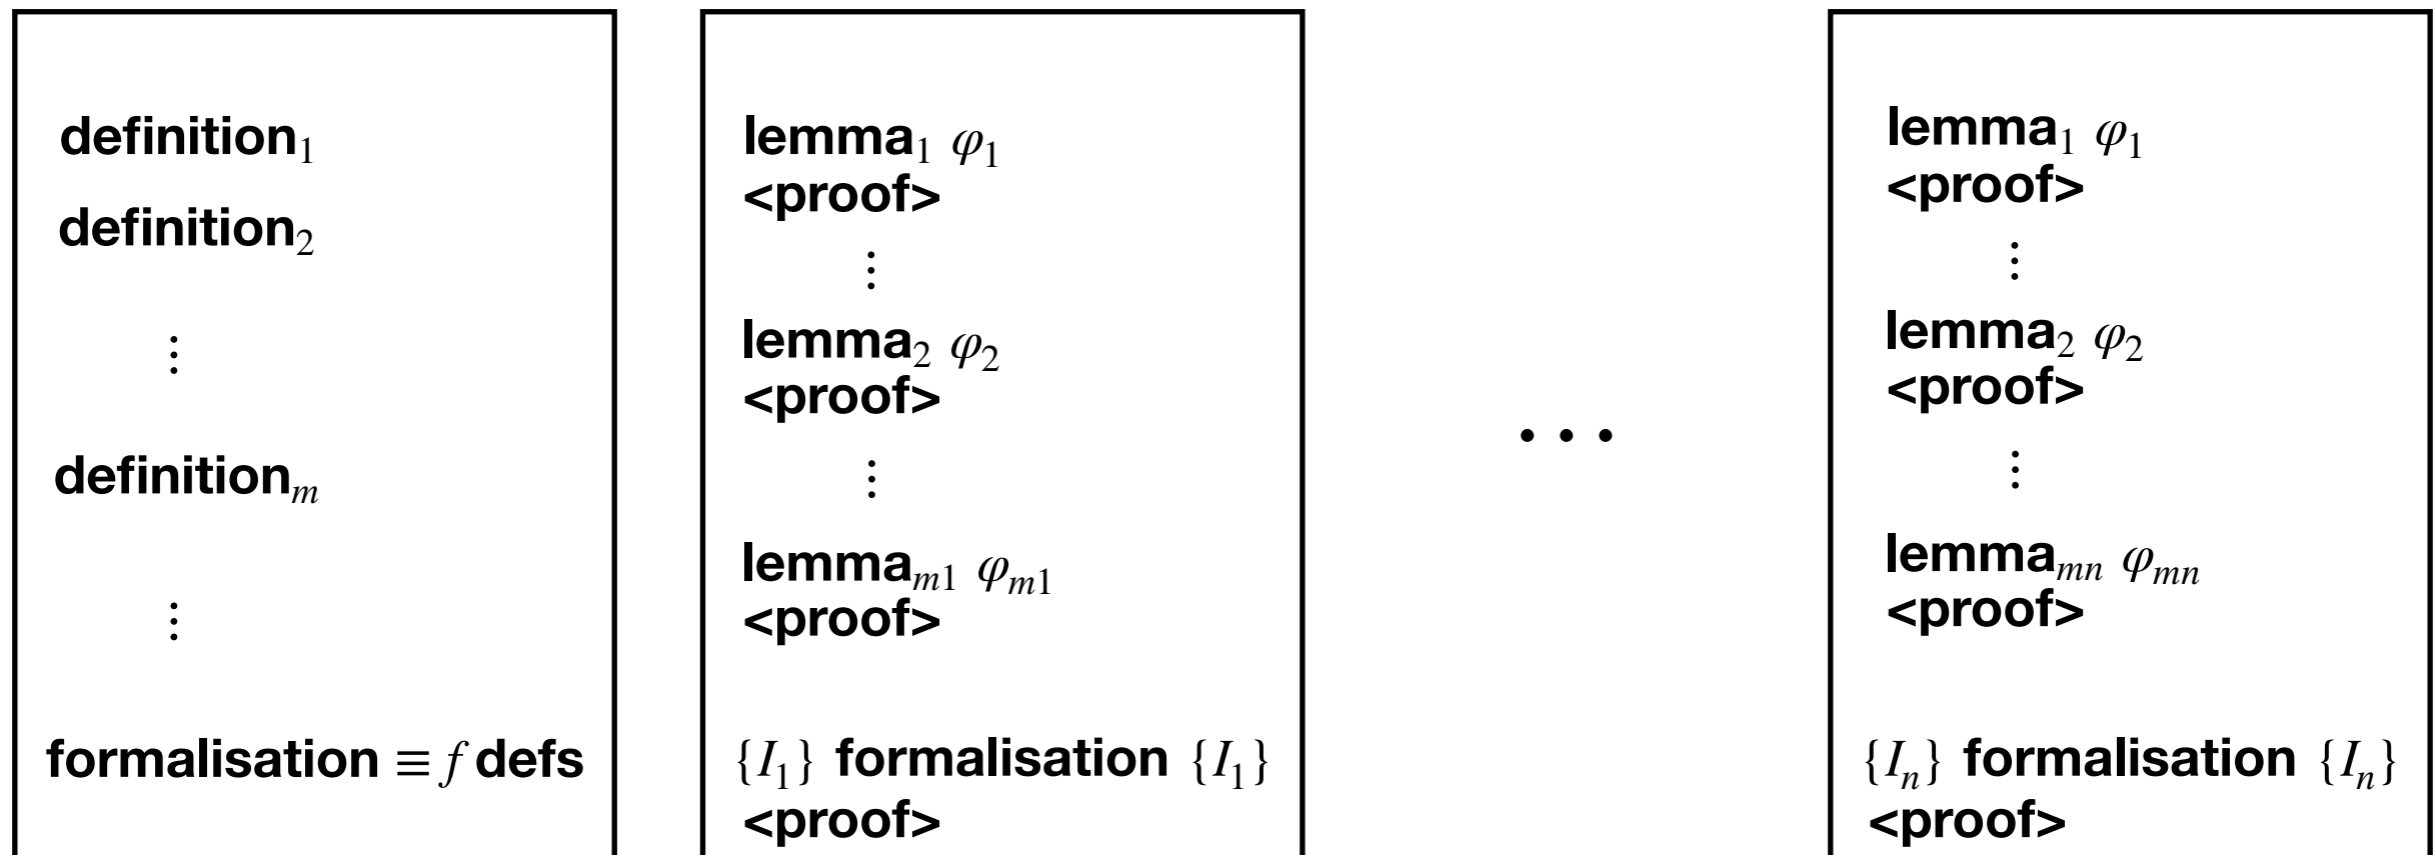 definition₁
definition₂
⋮
definitionₘ
⋮
formalisation ≡ f defs
lemma₁ φ₁
<proof>
⋮
lemma₂ φ₂
<proof>
⋮
lemmaₘ₁ φₘ₁
<proof>
{I₁} formalisation {I₁}
<proof>
⋯
lemma₁ φ₁
<proof>
⋮
lemma₂ φ₂
<proof>
⋮
lemmaₘₙ φₘₙ
<proof>
{Iₙ} formalisation {Iₙ}
<proof>